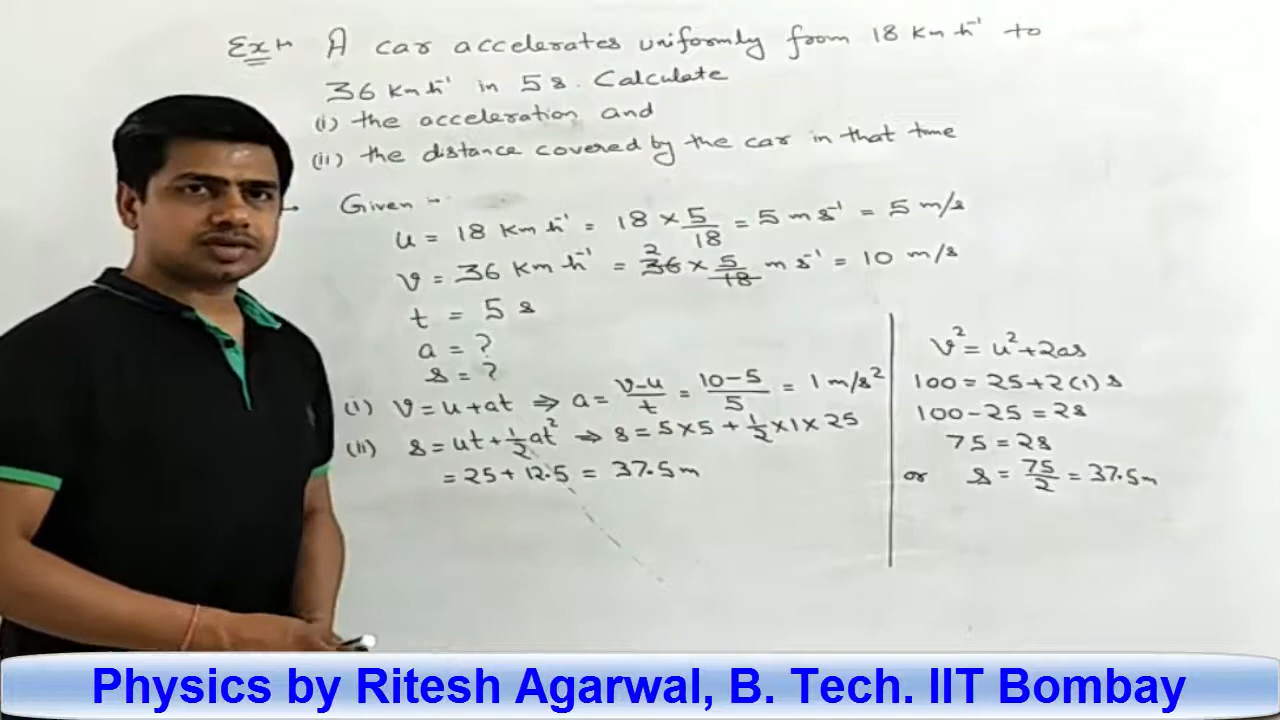 Ex:- A car accelerates uniformly from 18 Km h⁻¹ to
36 Km h⁻¹ in 5 s. Calculate
(i) the acceleration and
(ii) the distance covered by the car in that time
Given :-
u = 18 Km h⁻¹ = 18 × 5/18 = 5 m s⁻¹ = 5 m/s
v = 36 Km h⁻¹ = 2 36 × 5/18 m s⁻¹ = 10 m/s
t = 5 s
a = ?
s = ?
(i) v = u + at ⇒ a = v-u/t = 10-5/5 = 1 m/s²
(ii) s = ut + 1/2 at² ⇒ s = 5 × 5 + 1/2 × 1 × 25
= 25 + 12.5 = 37.5 m
v² = u² + 2as
100 = 25 + 2 (1) s
100 - 25 = 2s
75 = 2s
or s = 75/2 = 37.5 m
Physics by Ritesh Agarwal, B. Tech. IIT Bombay